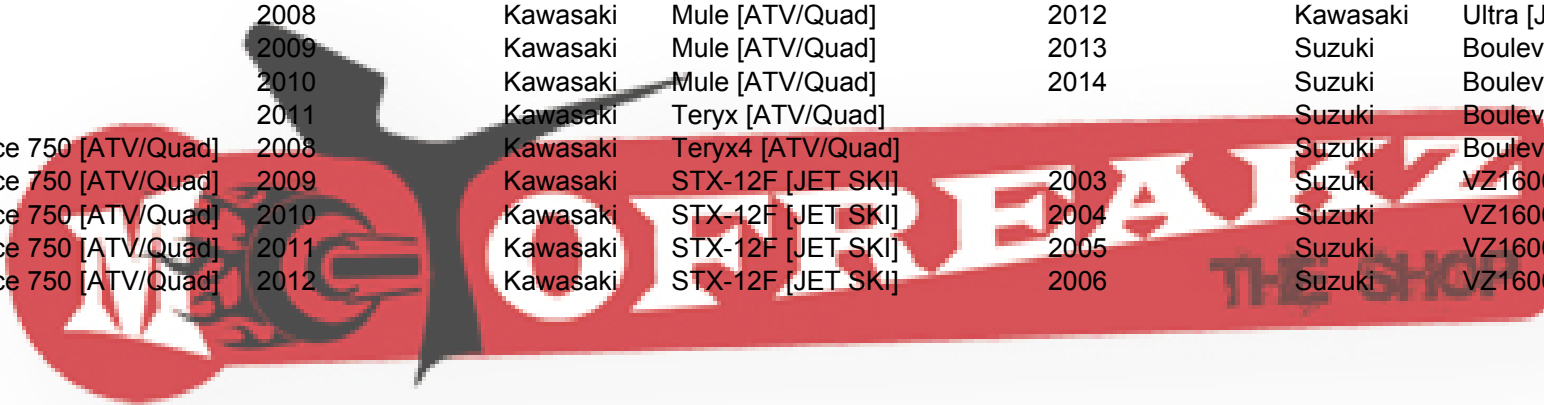 2008 Kawasaki Mule [ATV/Quad] 2012 Kawasaki Ultra [J
2009 Kawasaki Mule [ATV/Quad] 2013 Suzuki Boulev
2010 Kawasaki Mule [ATV/Quad] 2014 Suzuki Boulev
2011 Kawasaki Teryx [ATV/Quad] Suzuki Boulev
ce 750 [ATV/Quad] 2008 Kawasaki Teryx4 [ATV/Quad] Suzuki Boulev
ce 750 [ATV/Quad] 2009 Kawasaki STX-12F [JET SKI] 2003 Suzuki VZ160
ce 750 [ATV/Quad] 2010 Kawasaki STX-12F [JET SKI] 2004 Suzuki VZ160
ce 750 [ATV/Quad] 2011 Kawasaki STX-12F [JET SKI] 2005 Suzuki VZ160
ce 750 [ATV/Quad] 2012 Kawasaki STX-12F [JET SKI] 2006 Suzuki VZ160
MOTOFREAKZ
THE SHOP